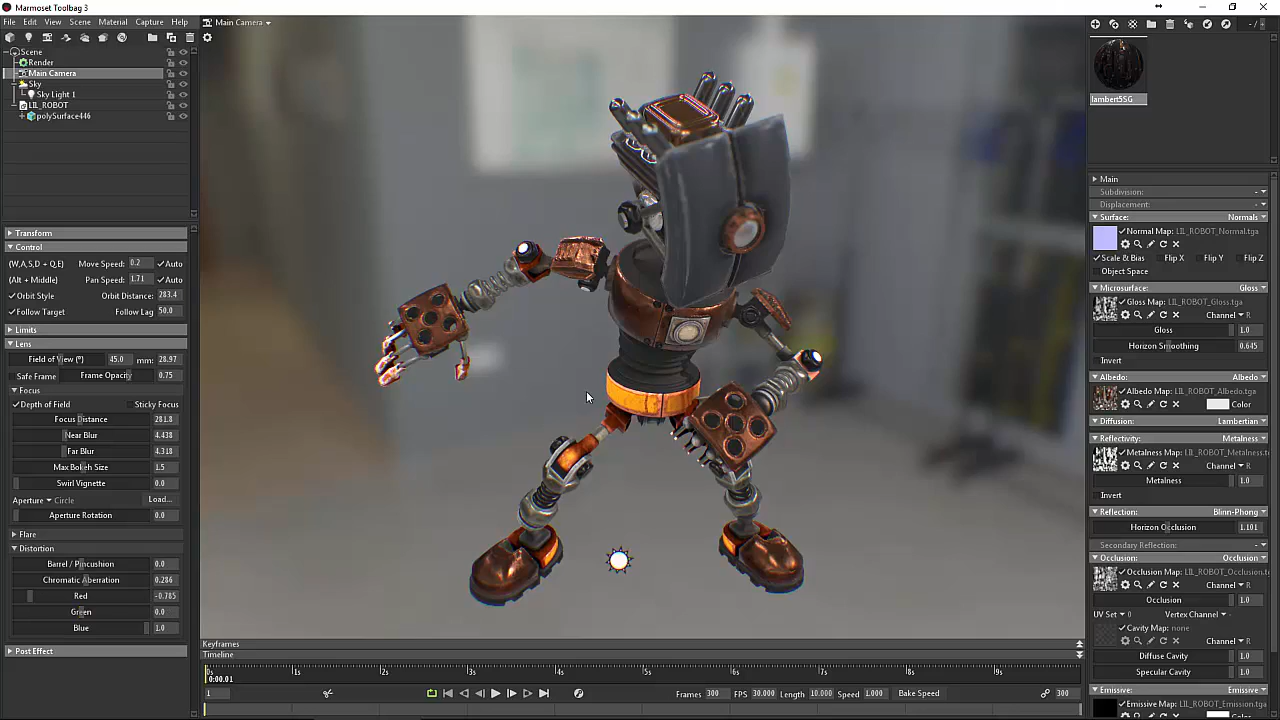 Marmoset Toolbag 3
File Edit View Scene Material Capture Help
Main Camera
Scene
Render
Main Camera
Sky
Sky Light 1
LIL_ROBOT
polySurface446
Transform
Control
(W,A,S,D + Q,E) Move Speed: 0.2 Auto
(Alt + Middle) Pan Speed: 1.71 Auto
Orbit Style Orbit Distance: 283.4
Follow Target Follow Lag 50.0
Limits
Lens
Field of View (°) 45.0 mm: 28.97
Safe Frame Frame Opacity 0.75
Focus
Depth of Field Sticky Focus
Focus Distance 281.8
Near Blur 4.438
Far Blur 4.318
Max Bokeh Size 1.5
Swirl Vignette 0.0
Aperture Circle Load...
Aperture Rotation 0.0
Flare
Distortion
Barrel / Pincushion 0.0
Chromatic Aberration 0.286
Red -0.785
Green 0.0
Blue 1.0
Post Effect
Keyframes
Timeline
0:00.01
1s 2s 3s 4s 5s 6s 7s 8s 9s
1
Frames 300 FPS 30.000 Length 10.000 Speed 1.000 Bake Speed 300
lambert5SG
Main
Subdivision:
Displacement:
Surface: Normals
Normal Map: LIL_ROBOT_Normal.tga
Scale & Bias Flip X Flip Y Flip Z
Object Space
Microsurface: Gloss
Gloss Map: LIL_ROBOT_Gloss.tga
Channel R
Gloss 1.0
Horizon Smoothing 0.645
Invert
Albedo: Albedo
Albedo Map: LIL_ROBOT_Albedo.tga
Color
Diffusion: Lambertian
Reflectivity: Metalness
Metalness Map: LIL_ROBOT_Metalness.t
Channel R
Metalness 1.0
Invert
Reflection: Blinn-Phong
Horizon Occlusion 1.101
Secondary Reflection:
Occlusion: Occlusion
Occlusion Map: LIL_ROBOT_Occlusion.
Channel R
Occlusion 1.0
UV Set 0 Vertex Channel
Cavity Map: none
Channel R
Diffuse Cavity 1.0
Specular Cavity 1.0
Emissive: Emissive
Emissive Map: LIL_ROBOT_Emission.tga
Color